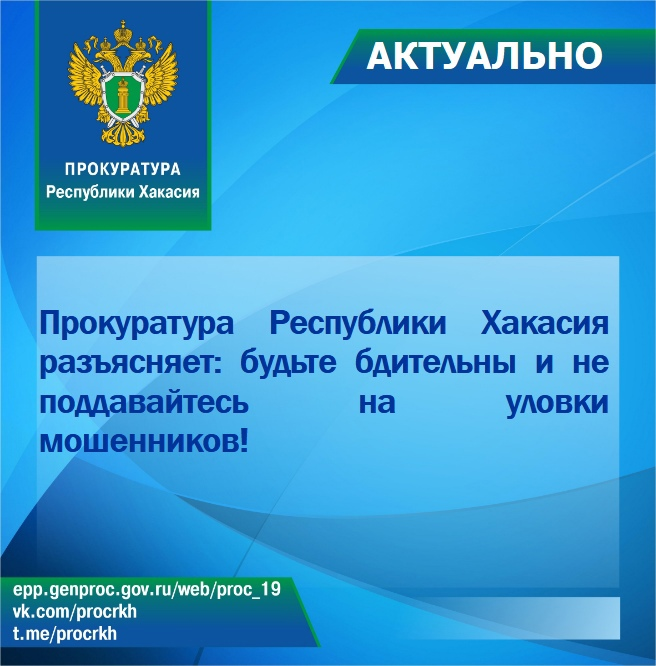 АКТУАЛЬНО
ПРОКУРАТУРА
Республики Хакасия
Прокуратура Республики Хакасия
разъясняет: будьте бдительны и не
поддавайтесь на уловки
мошенников!
epp.genproc.gov.ru/web/proc_19
vk.com/procrkh
t.me/procrkh